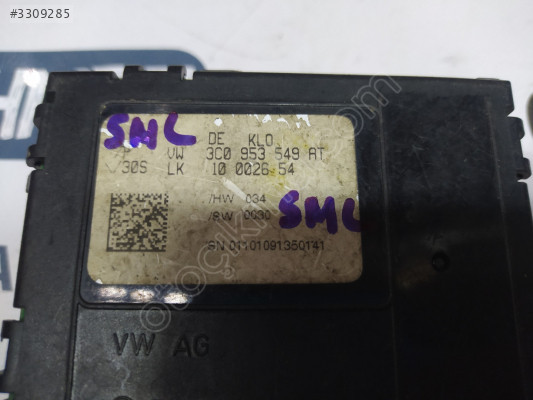 #3309285
SML
DE KLO
VW 3C0 953 549 AT
30S LK 10 0026 54
/HW 034
/RW 0030
SML
SN 01101091350141
VW AG